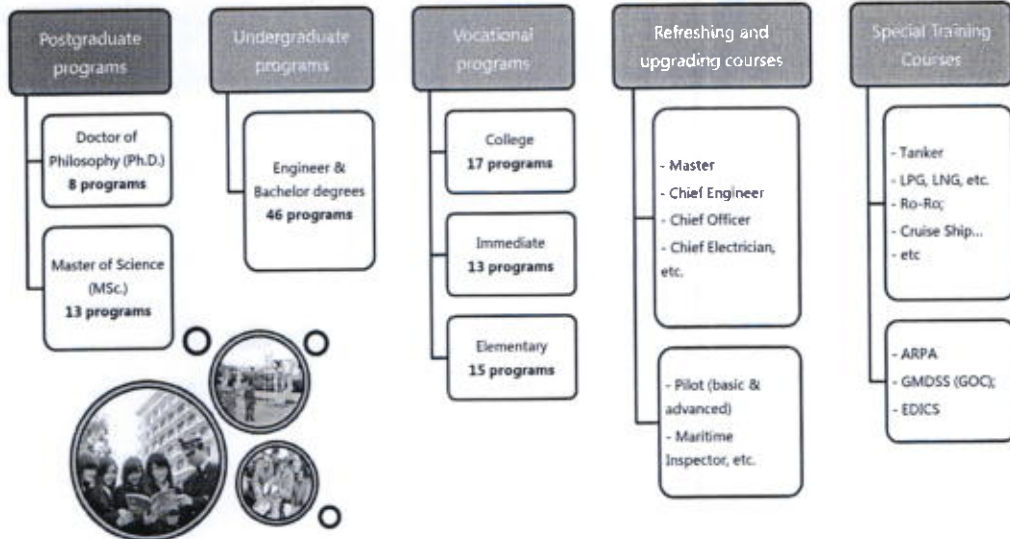 Postgraduate
programs
Doctor of
Philosophy (Ph.D.)
8 programs
Master of Science
(MSc.)
13 programs
Undergraduate
programs
Engineer &
Bachelor degrees
46 programs
Vocational
programs
College
17 programs
Immediate
13 programs
Elementary
15 programs
Refreshing and
upgrading courses
- Master
- Chief Engineer
- Chief Officer
- Chief Electrician,
etc.
- Pilot (basic &
advanced)
- Maritime
Inspector, etc.
Special Training
Courses
- Tanker
- LPG, LNG, etc.
- Ro-Ro;
- Cruise Ship...
- etc
- ARPA
- GMDSS (GOC);
- EDICS